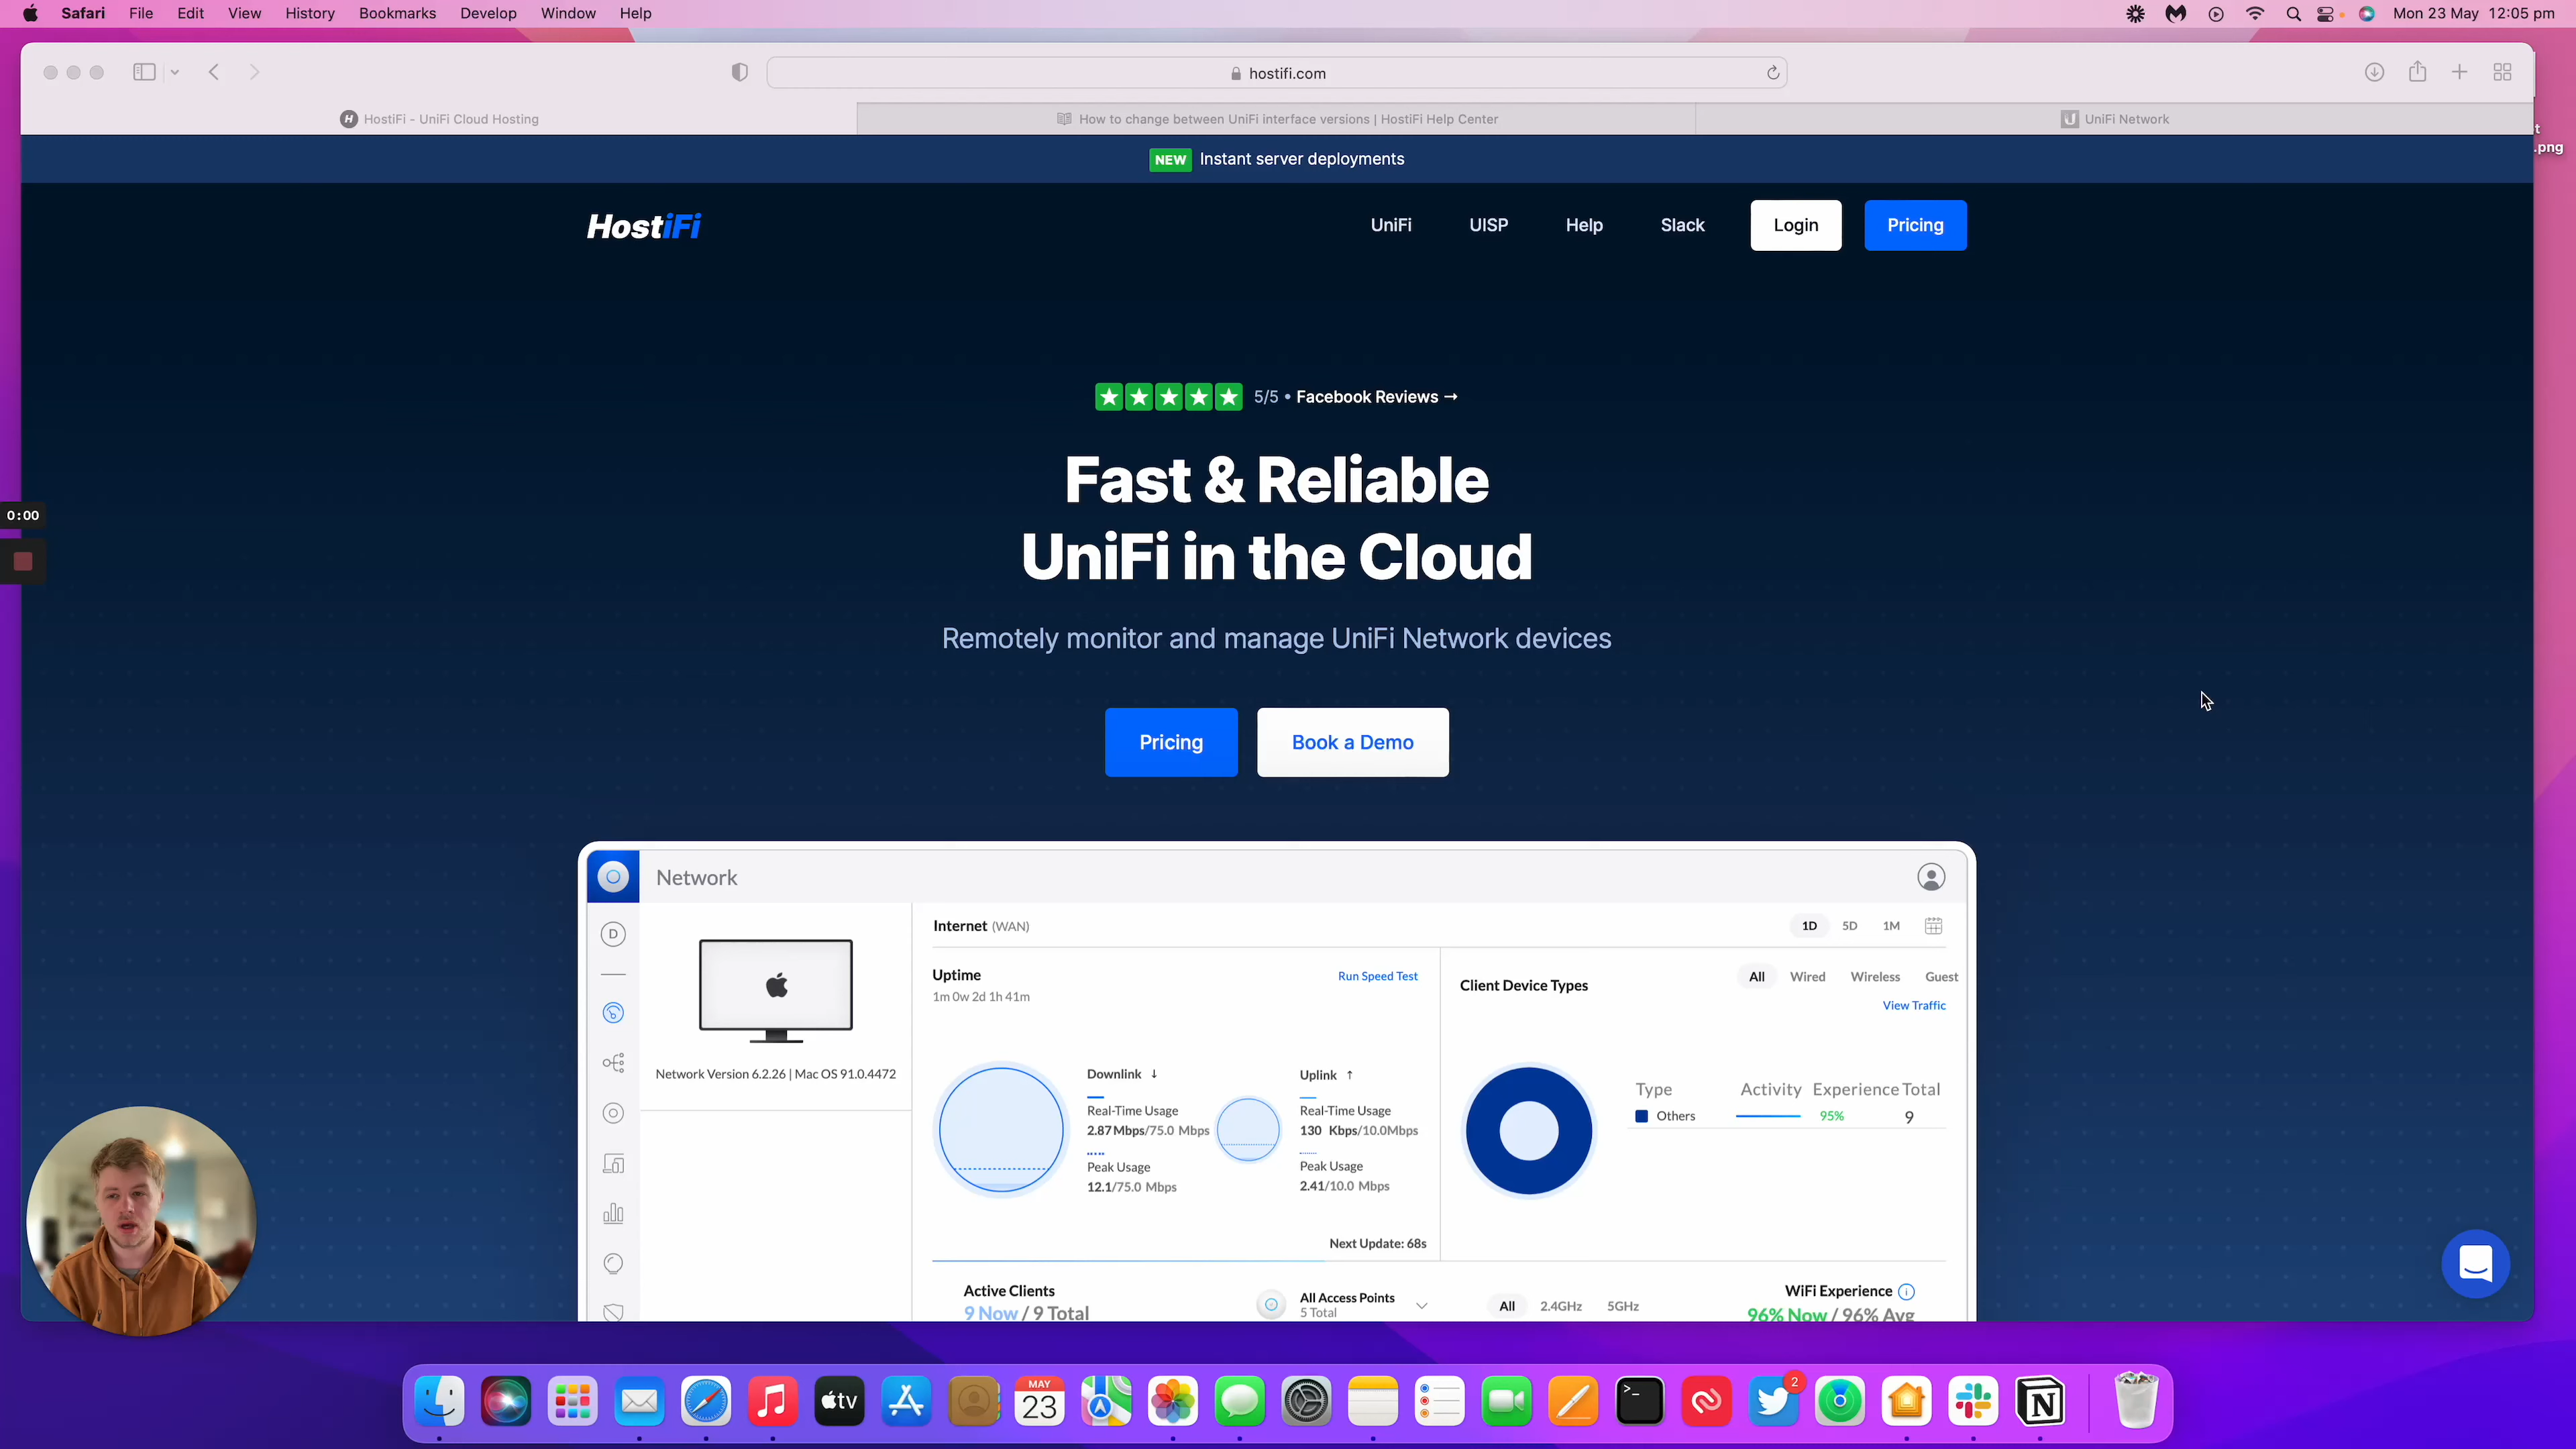 Safari File Edit View History Bookmarks Develop Window Help
Mon 23 May 12:05 pm
hostifi.com
H HostiFi - UniFi Cloud Hosting
How to change between UniFi interface versions | HostiFi Help Center
U UniFi Network
t
.png
NEW Instant server deployments
HostiFi
UniFi UISP Help Slack Login Pricing
5/5 • Facebook Reviews →
0:00
Fast & Reliable
UniFi in the Cloud
Remotely monitor and manage UniFi Network devices
Pricing Book a Demo
Network
D
Internet (WAN)
1D 5D 1M
Uptime
Run Speed Test
1m 0w 2d 1h 41m
Client Device Types
All Wired Wireless Guest
View Traffic
Network Version 6.2.26 | Mac OS 91.0.4472
Downlink ↓
Real-Time Usage
2.87 Mbps/75.0 Mbps
Peak Usage
12.1/75.0 Mbps
Uplink ↑
Real-Time Usage
130 Kbps/10.0Mbps
Peak Usage
2.41/10.0 Mbps
Type Activity Experience Total
Others 95% 9
Next Update: 68s
Active Clients
9 Now / 9 Total
All Access Points
5 Total
All 2.4GHz 5GHz
WiFi Experience
96% Now / 96% Avg
tv
MAY
23
>_
2
N